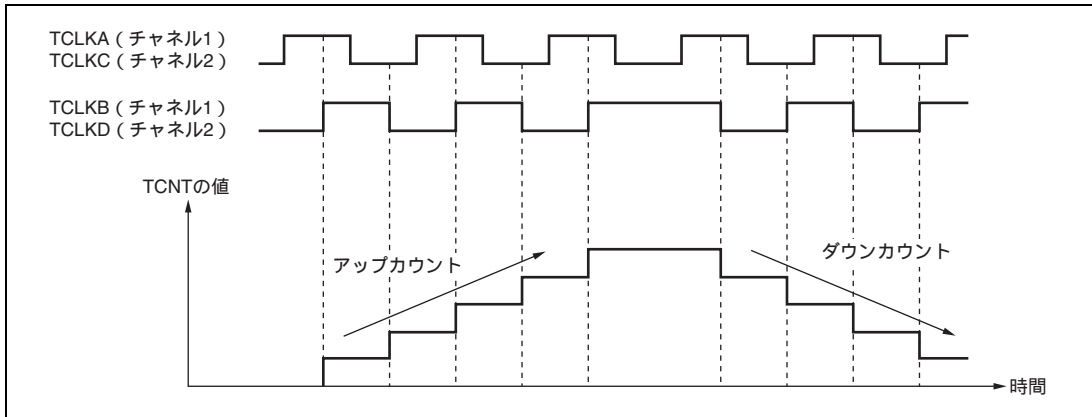 TCLKA（チャネル1）
TCLKC（チャネル2）
TCLKB（チャネル1）
TCLKD（チャネル2）
TCNTの値
アップカウント
ダウンカウント
時間